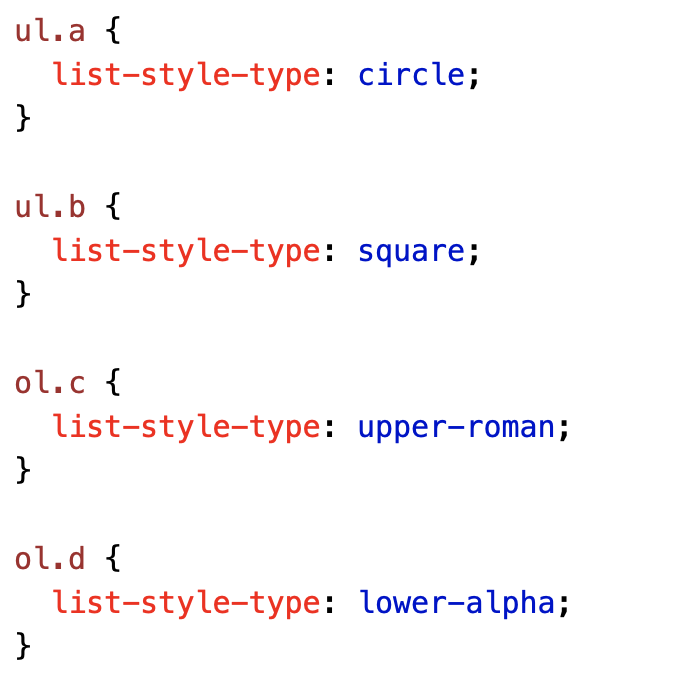 ul.a {
  list-style-type: circle;
}

ul.b {
  list-style-type: square;
}

ol.c {
  list-style-type: upper-roman;
}

ol.d {
  list-style-type: lower-alpha;
}